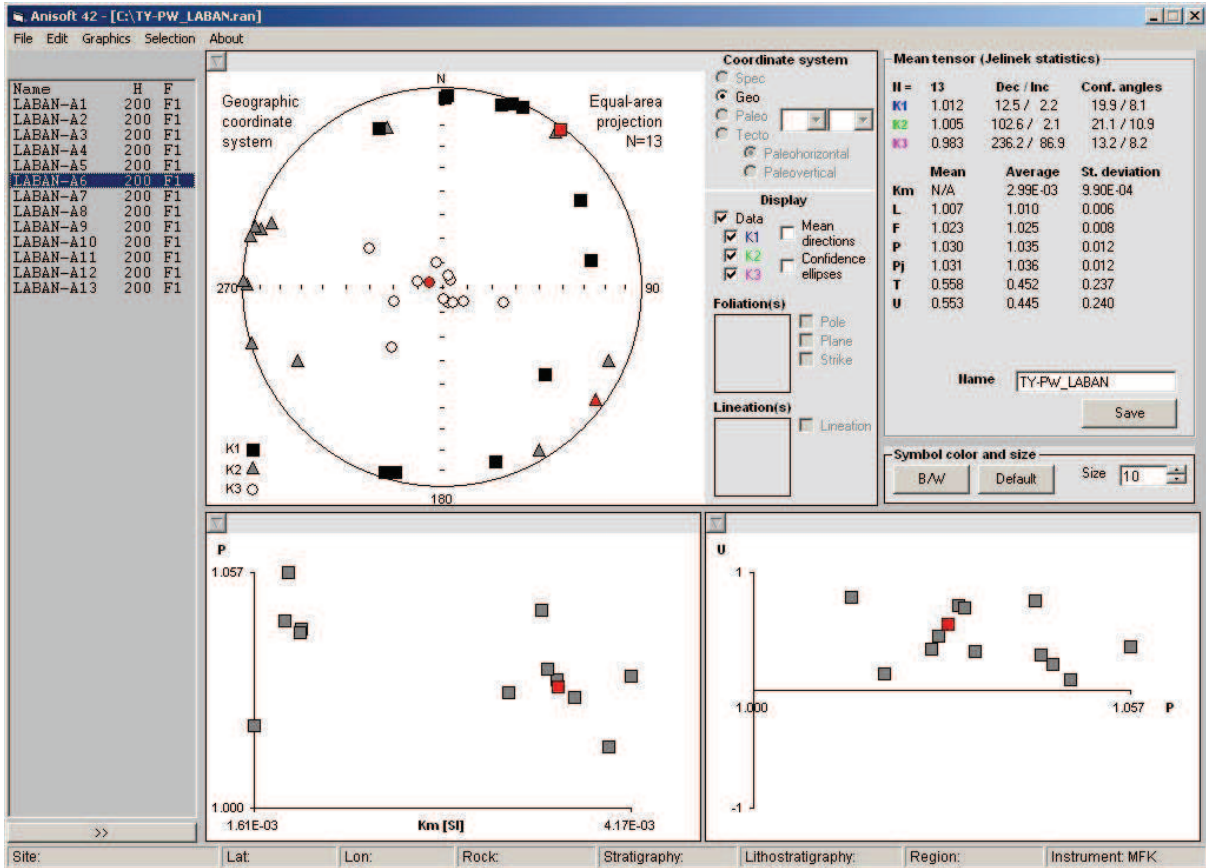 Anisoft 42 - [C:\TY-PW_LABAN.ran]
File Edit Graphics Selection About
Name H F
LABAN-A1 200 F1
LABAN-A2 200 F1
LABAN-A3 200 F1
LABAN-A4 200 F1
LABAN-A5 200 F1
LABAN-A6 200 F1
LABAN-A7 200 F1
LABAN-A8 200 F1
LABAN-A9 200 F1
LABAN-A10 200 F1
LABAN-A11 200 F1
LABAN-A12 200 F1
LABAN-A13 200 F1
>>
Geographic
coordinate
system
N
Equal-area
projection
N=13
270
90
180
K1
K2
K3
Coordinate system
Spec
Geo
Paleo
Tecto
Paleohorizontal
Paleovertical
Display
Data
K1
K2
K3
Mean
directions
Confidence
ellipses
Foliation(s)
Pole
Plane
Strike
Lineation(s)
Lineation
Mean tensor (Jelinek statistics)
N = 13 Dec / Inc Conf. angles
K1 1.012 12.5 / 2.2 19.9 / 8.1
K2 1.005 102.6 / 2.1 21.1 / 10.9
K3 0.983 236.2 / 86.9 13.2 / 8.2
Mean Average St. deviation
Km N/A 2.99E-03 9.90E-04
L 1.007 1.010 0.006
F 1.023 1.025 0.008
P 1.030 1.035 0.012
Pj 1.031 1.036 0.012
T 0.558 0.452 0.237
U 0.553 0.445 0.240
Name TY-PW_LABAN
Save
Symbol color and size
B/W Default Size 10
P
1.057
1.000
1.61E-03 Km [SI] 4.17E-03
U
1
1.000 1.057 P
-1
Site: Lat: Lon: Rock: Stratigraphy: Lithostratigraphy: Region: Instrument: MFK